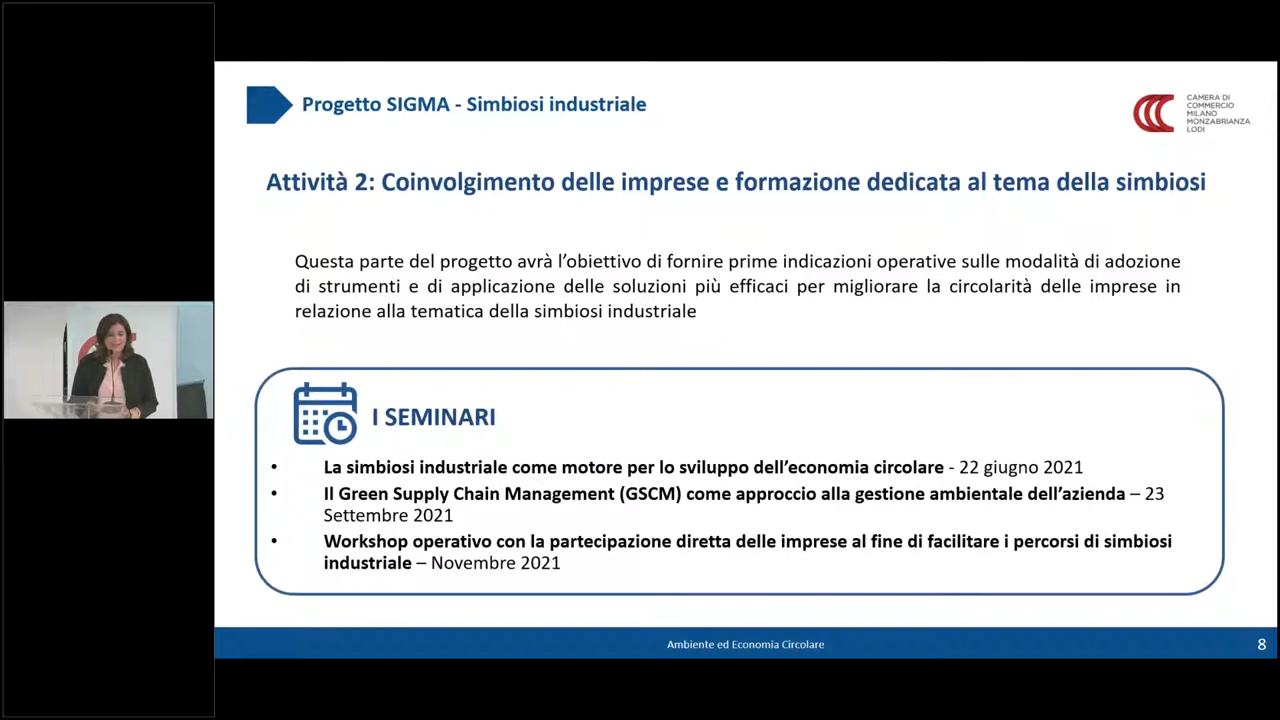 Progetto SIGMA - Simbiosi industriale
CAMERA DI
COMMERCIO
MILANO
MONZABRIANZA
LODI
Attività 2: Coinvolgimento delle imprese e formazione dedicata al tema della simbiosi
Questa parte del progetto avrà l’obiettivo di fornire prime indicazioni operative sulle modalità di adozione
di strumenti e di applicazione delle soluzioni più efficaci per migliorare la circolarità delle imprese in
relazione alla tematica della simbiosi industriale
I SEMINARI
• La simbiosi industriale come motore per lo sviluppo dell’economia circolare - 22 giugno 2021
• Il Green Supply Chain Management (GSCM) come approccio alla gestione ambientale dell’azienda – 23
Settembre 2021
• Workshop operativo con la partecipazione diretta delle imprese al fine di facilitare i percorsi di simbiosi
industriale – Novembre 2021
Ambiente ed Economia Circolare
8